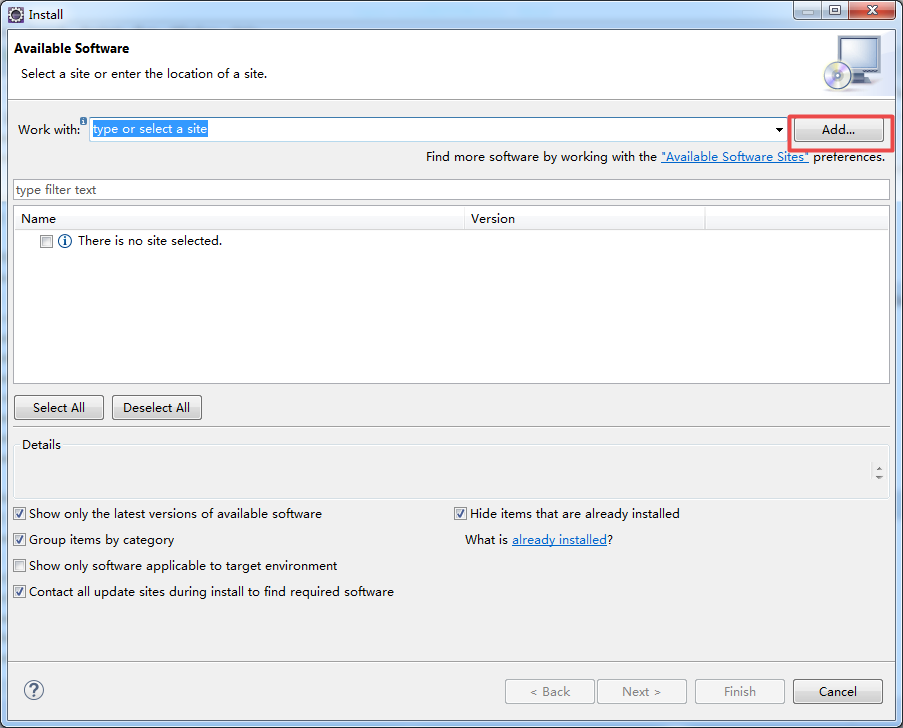 Install
Available Software
Select a site or enter the location of a site.
Work with: type or select a site Add...
Find more software by working with the "Available Software Sites" preferences.
type filter text
Name Version
There is no site selected.
Select All Deselect All
Details
Show only the latest versions of available software Hide items that are already installed
Group items by category What is already installed?
Show only software applicable to target environment
Contact all update sites during install to find required software
? < Back Next > Finish Cancel